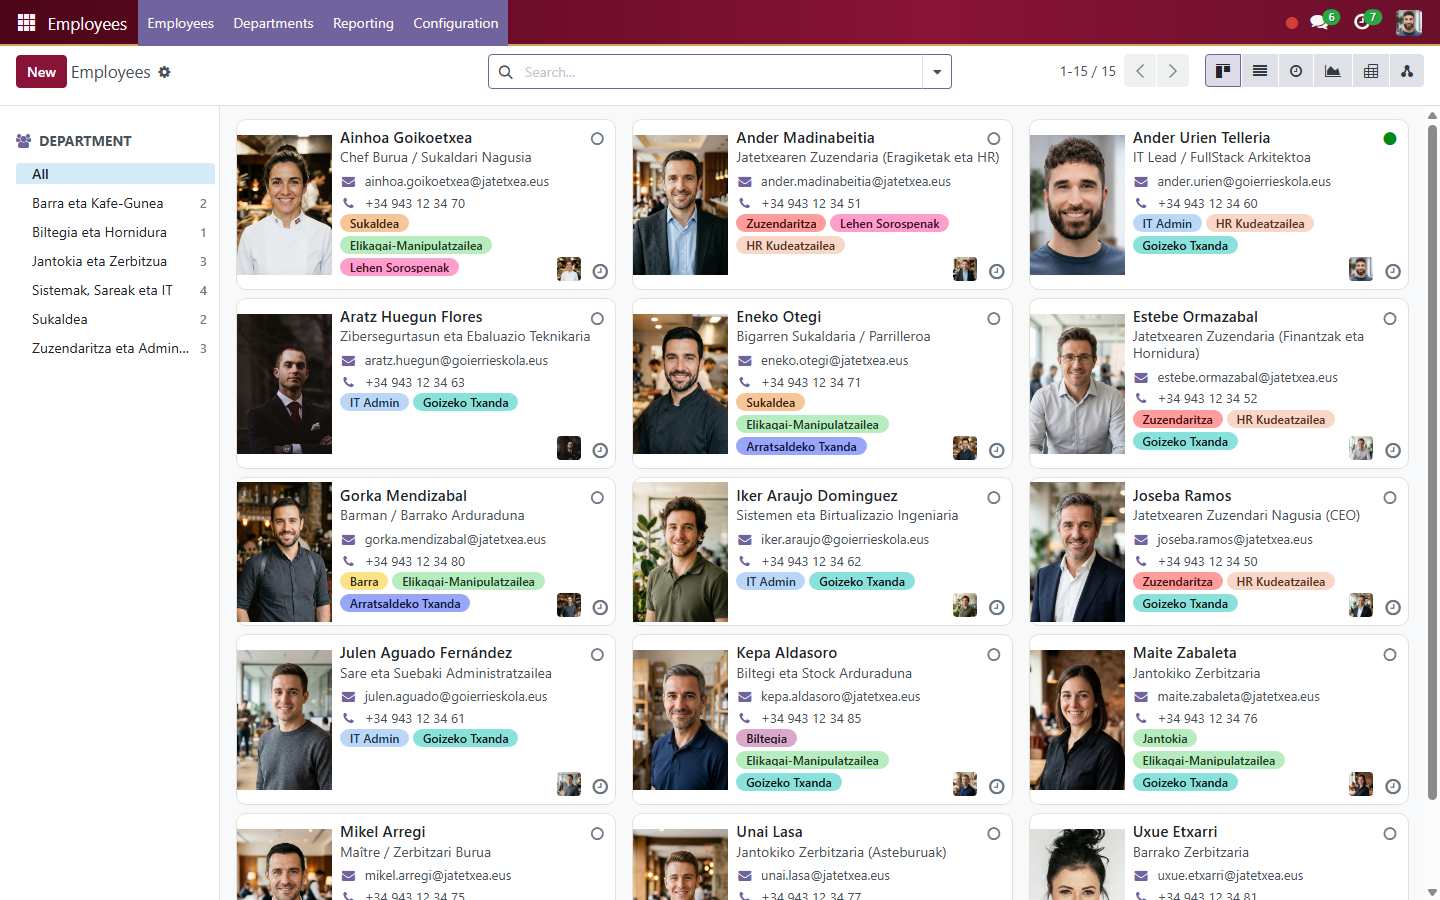 Employees
Employees Departments Reporting Configuration
6 7
New Employees
Search...
1-15 / 15
DEPARTMENT
All
Barra eta Kafe-Gunea 2
Biltegia eta Hornidura 1
Jantokia eta Zerbitzua 3
Sistemak, Sareak eta IT 4
Sukaldea 2
Zuzendaritza eta Admin... 3
Ainhoa Goikoetxea
Chef Burua / Sukaldari Nagusia
ainhoa.goikoetxea@jatetxea.eus
+34 943 12 34 70
Sukaldea
Elikagai-Manipulatzailea
Lehen Sorospenak
Ander Madinabeitia
Jatetxearen Zuzendaria (Eragiketak eta HR)
ander.madinabeitia@jatetxea.eus
+34 943 12 34 51
Zuzendaritza Lehen Sorospenak
HR Kudeatzailea
Ander Urien Telleria
IT Lead / FullStack Arkitektoa
ander.urien@goierrieskola.eus
+34 943 12 34 60
IT Admin HR Kudeatzailea
Goizeko Txanda
Aratz Huegun Flores
Zibersegurtasun eta Ebaluazio Teknikaria
aratz.huegun@goierrieskola.eus
+34 943 12 34 63
IT Admin Goizeko Txanda
Eneko Otegi
Bigarren Sukaldaria / Parrilleroa
eneko.otegi@jatetxea.eus
+34 943 12 34 71
Sukaldea
Elikagai-Manipulatzailea
Arratsaldeko Txanda
Estebe Ormazabal
Jatetxearen Zuzendaria (Finantzak eta
Hornidura)
estebe.ormazabal@jatetxea.eus
+34 943 12 34 52
Zuzendaritza HR Kudeatzailea
Goizeko Txanda
Gorka Mendizabal
Barman / Barrako Arduraduna
gorka.mendizabal@jatetxea.eus
+34 943 12 34 80
Barra Elikagai-Manipulatzailea
Arratsaldeko Txanda
Iker Araujo Dominguez
Sistemen eta Birtualizazio Ingeniaria
iker.araujo@goierrieskola.eus
+34 943 12 34 62
IT Admin Goizeko Txanda
Joseba Ramos
Jatetxearen Zuzendari Nagusia (CEO)
joseba.ramos@jatetxea.eus
+34 943 12 34 50
Zuzendaritza HR Kudeatzailea
Goizeko Txanda
Julen Aguado Fernández
Sare eta Suebaki Administratzailea
julen.aguado@goierrieskola.eus
+34 943 12 34 61
IT Admin Goizeko Txanda
Kepa Aldasoro
Biltegi eta Stock Arduraduna
kepa.aldasoro@jatetxea.eus
+34 943 12 34 85
Biltegia
Elikagai-Manipulatzailea
Goizeko Txanda
Maite Zabaleta
Jantokiko Zerbitzaria
maite.zabaleta@jatetxea.eus
+34 943 12 34 76
Jantokia
Elikagai-Manipulatzailea
Goizeko Txanda
Mikel Arregi
Maître / Zerbitzari Burua
mikel.arregi@jatetxea.eus
+34 943 12 34 75
Unai Lasa
Jantokiko Zerbitzaria (Asteburuak)
unai.lasa@jatetxea.eus
+34 943 12 34 77
Uxue Etxarri
Barrako Zerbitzaria
uxue.etxarri@jatetxea.eus
+34 943 12 34 81